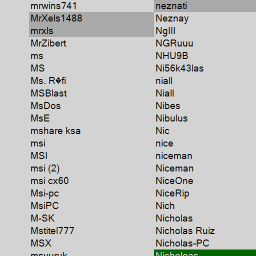 mrwins741
MrXels1488
mrxls
MrZibert
ms
MS
Ms. R�fi
MSBlast
MsDos
MsE
mshare ksa
msi
MSI
msi (2)
msi cx60
Msi-pc
MsiPC
M-SK
Mstitel777
MSX
neznati
Neznay
NgIII
NGRuuu
NHU9B
Ni56k43las
niall
Niall
Nibes
Nibulus
Nic
nice
niceman
Niceman
NiceOne
NiceRip
Nich
Nicholas
Nicholas Ruiz
Nicholas-PC